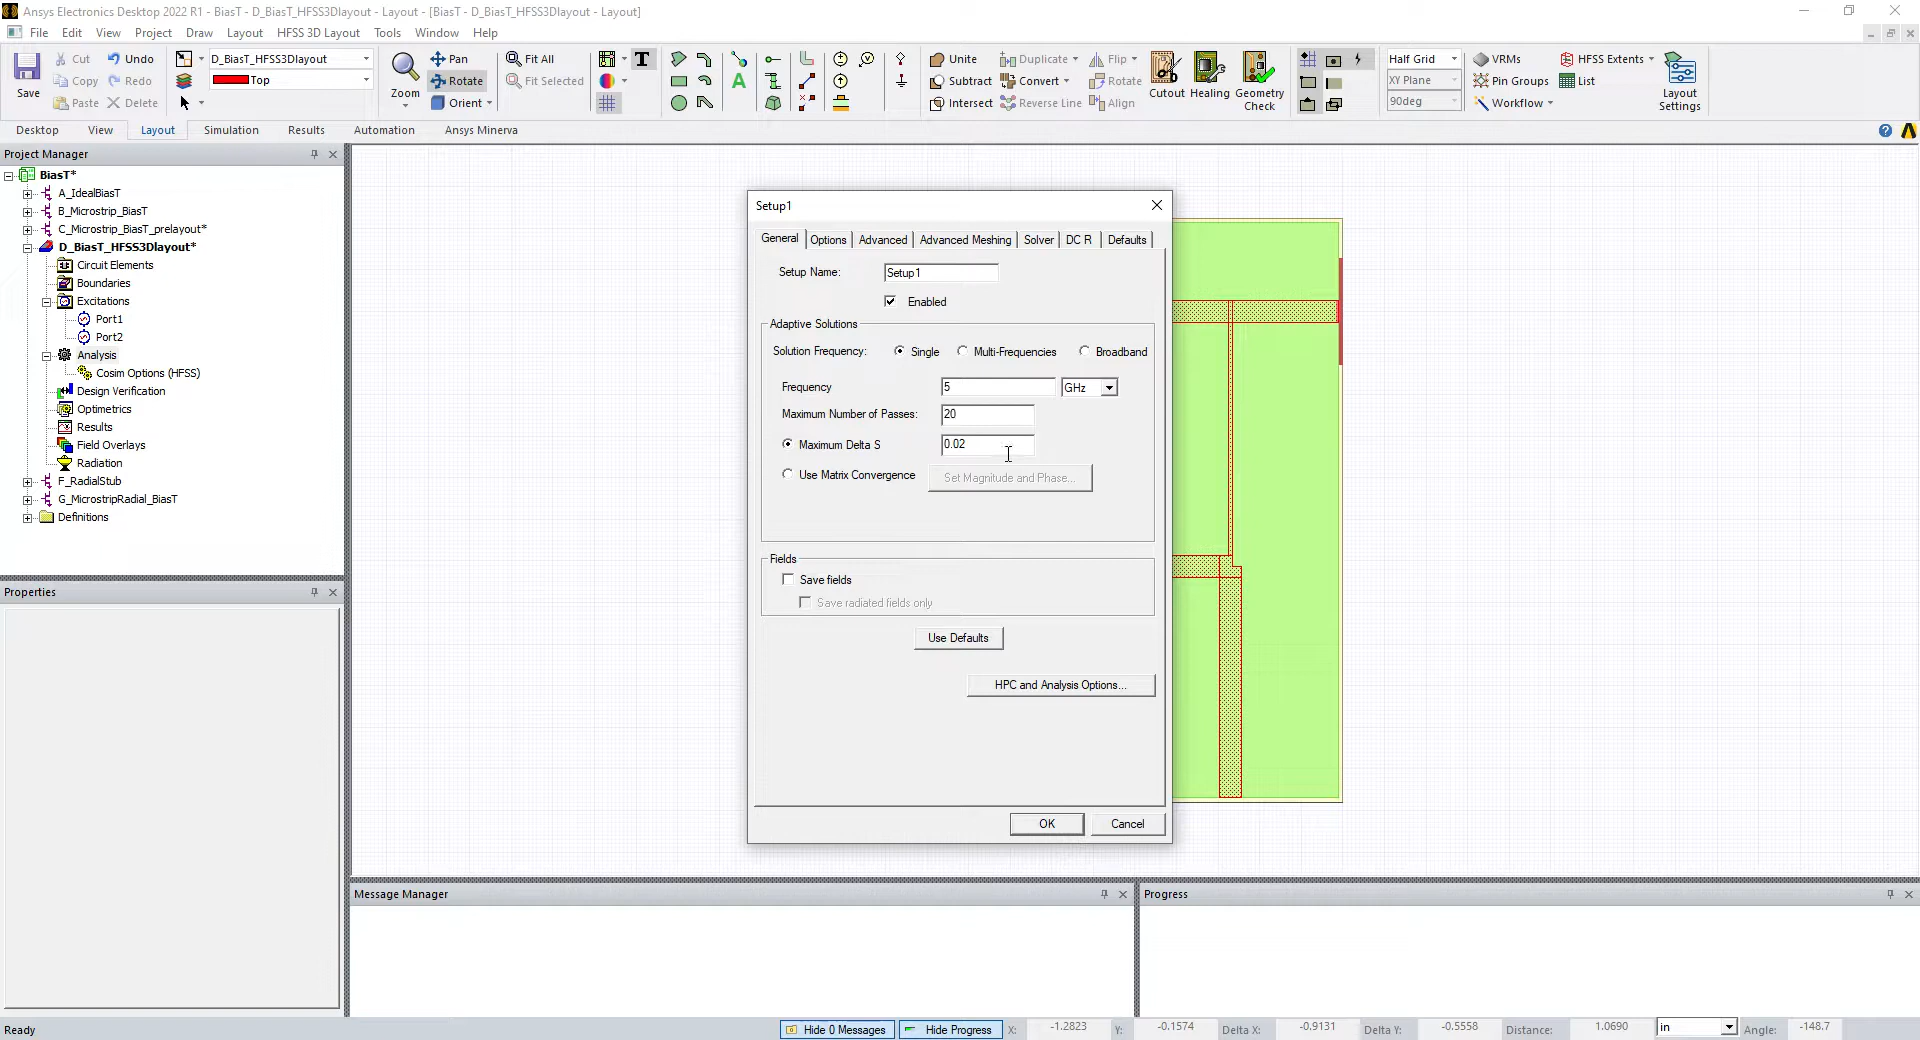 Ansys Electronics Desktop 2022 R1 - BiasT - D_BiasT_HFSS3Dlayout - Layout - [BiasT - D_BiasT_HFSS3Dlayout - Layout]
File Edit View Project Draw Layout HFSS 3D Layout Tools Window Help
Save
Cut
Copy
Paste
Undo
Redo
Delete
D_BiasT_HFSS3Dlayout
Top
Zoom
Pan
Rotate
Orient
Fit All
Fit Selected
T
A
Unite
Subtract
Intersect
Duplicate
Convert
Reverse Line
Flip
Rotate
Align
Cutout
Healing
Geometry
Check
Half Grid
XY Plane
90deg
VRMs
Pin Groups
Workflow
HFSS Extents
List
Layout
Settings
Desktop View Layout Simulation Results Automation Ansys Minerva
Project Manager
BiasT*
A_IdealBiasT
B_Microstrip_BiasT
C_Microstrip_BiasT_prelayout*
D_BiasT_HFSS3Dlayout*
Circuit Elements
Boundaries
Excitations
Port1
Port2
Analysis
Cosim Options (HFSS)
Design Verification
Optimetrics
Results
Field Overlays
Radiation
F_RadialStub
G_MicrostripRadial_BiasT
Definitions
Properties
Setup1
General Options Advanced Advanced Meshing Solver DC R Defaults
Setup Name: Setup1
Enabled
Adaptive Solutions
Solution Frequency: Single Multi-Frequencies Broadband
Frequency 5 GHz
Maximum Number of Passes: 20
Maximum Delta S 0.02
Use Matrix Convergence Set Magnitude and Phase...
Fields
Save fields
Save radiated fields only
Use Defaults
HPC and Analysis Options...
OK Cancel
Message Manager
Progress
Ready
Hide 0 Messages Hide Progress X: -1.2823 Y: -0.1574 Delta X: -0.9131 Delta Y: -0.5558 Distance: 1.0690 in Angle: -148.7